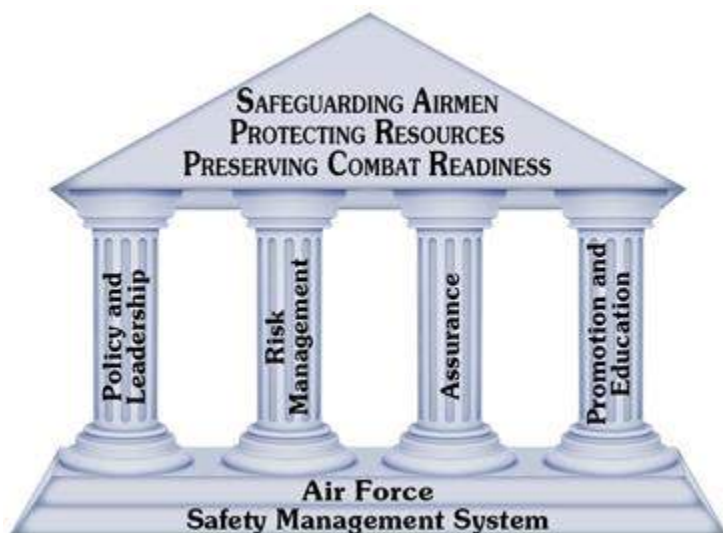 SAFEGUARDING AIRMEN
PROTECTING RESOURCES
PRESERVING COMBAT READINESS
Policy and
Leadership
Risk
Management
Assurance
Promotion and
Education
Air Force
Safety Management System